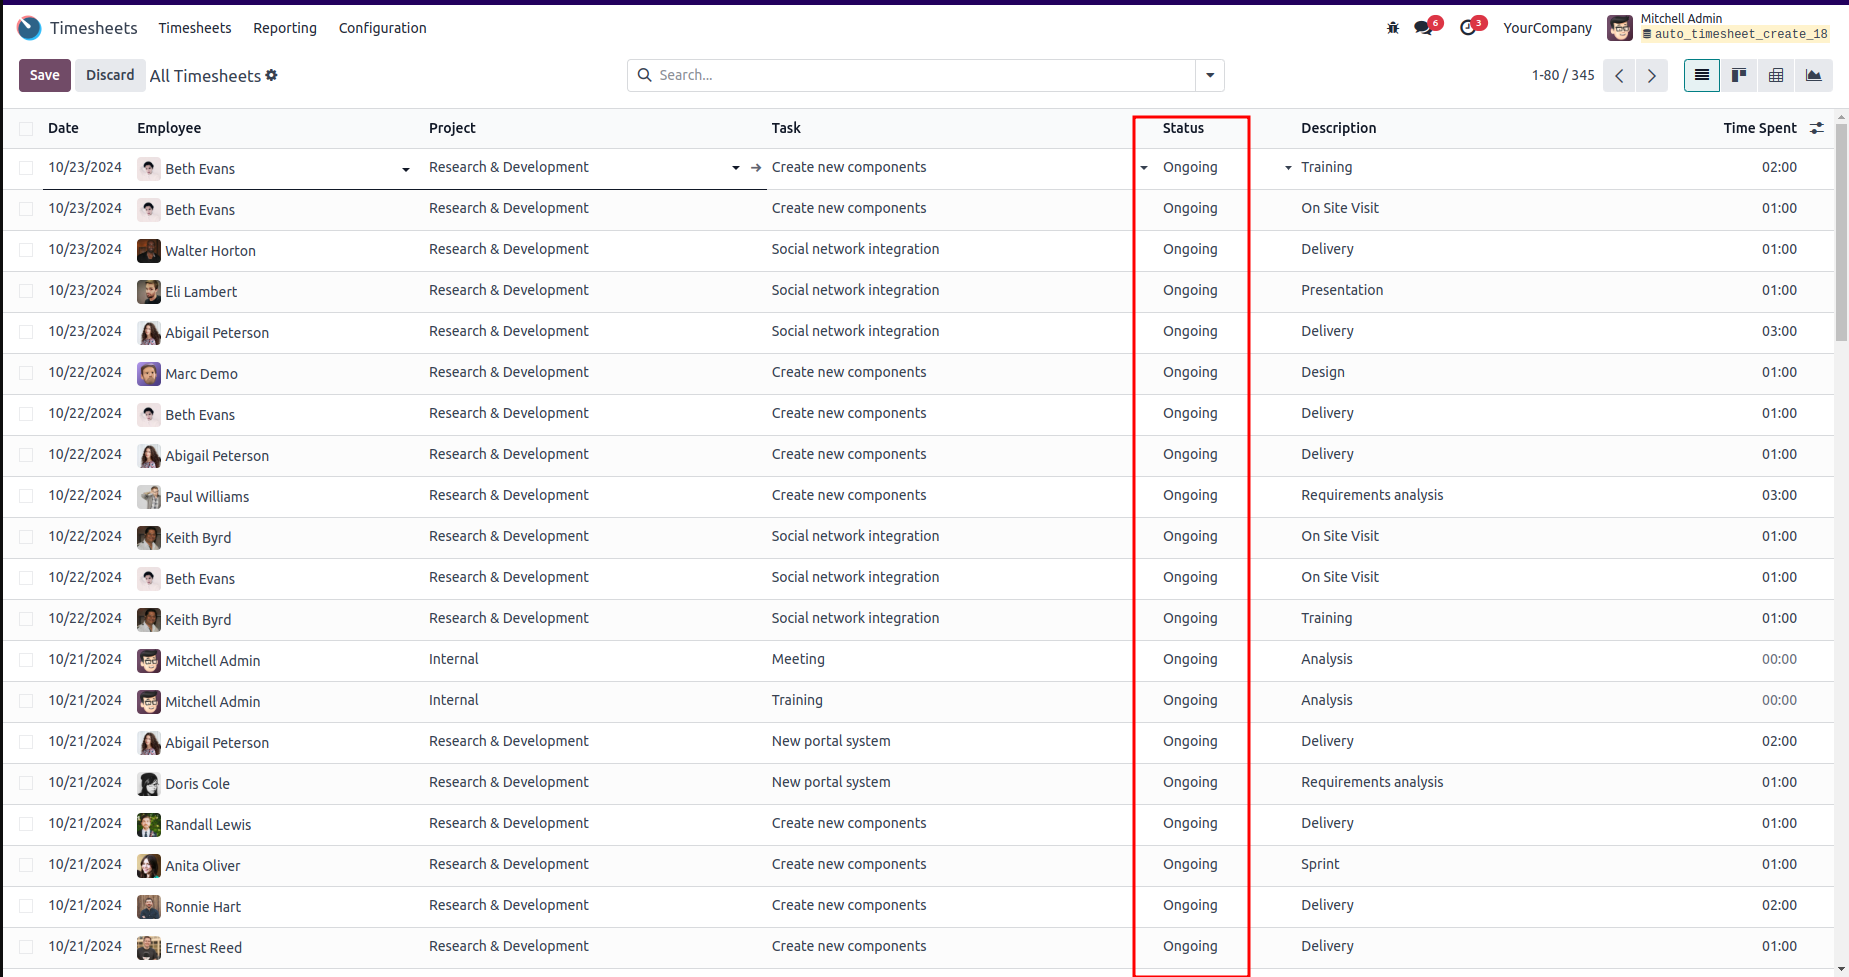 Timesheets Timesheets Reporting Configuration 6 3 YourCompany Mitchell Admin
auto_timesheet_create_18
Save Discard All Timesheets Search... 1-80 / 345
Date Employee Project Task Status Description Time Spent
10/23/2024 Beth Evans Research & Development Create new components Ongoing Training 02:00
10/23/2024 Beth Evans Research & Development Create new components Ongoing On Site Visit 01:00
10/23/2024 Walter Horton Research & Development Social network integration Ongoing Delivery 01:00
10/23/2024 Eli Lambert Research & Development Social network integration Ongoing Presentation 01:00
10/23/2024 Abigail Peterson Research & Development Social network integration Ongoing Delivery 03:00
10/22/2024 Marc Demo Research & Development Create new components Ongoing Design 01:00
10/22/2024 Beth Evans Research & Development Create new components Ongoing Delivery 01:00
10/22/2024 Abigail Peterson Research & Development Create new components Ongoing Delivery 01:00
10/22/2024 Paul Williams Research & Development Create new components Ongoing Requirements analysis 03:00
10/22/2024 Keith Byrd Research & Development Social network integration Ongoing On Site Visit 01:00
10/22/2024 Beth Evans Research & Development Social network integration Ongoing On Site Visit 01:00
10/22/2024 Keith Byrd Research & Development Social network integration Ongoing Training 01:00
10/21/2024 Mitchell Admin Internal Meeting Ongoing Analysis 00:00
10/21/2024 Mitchell Admin Internal Training Ongoing Analysis 00:00
10/21/2024 Abigail Peterson Research & Development New portal system Ongoing Delivery 02:00
10/21/2024 Doris Cole Research & Development New portal system Ongoing Requirements analysis 01:00
10/21/2024 Randall Lewis Research & Development Create new components Ongoing Delivery 01:00
10/21/2024 Anita Oliver Research & Development Create new components Ongoing Sprint 01:00
10/21/2024 Ronnie Hart Research & Development Create new components Ongoing Delivery 02:00
10/21/2024 Ernest Reed Research & Development Create new components Ongoing Delivery 01:00